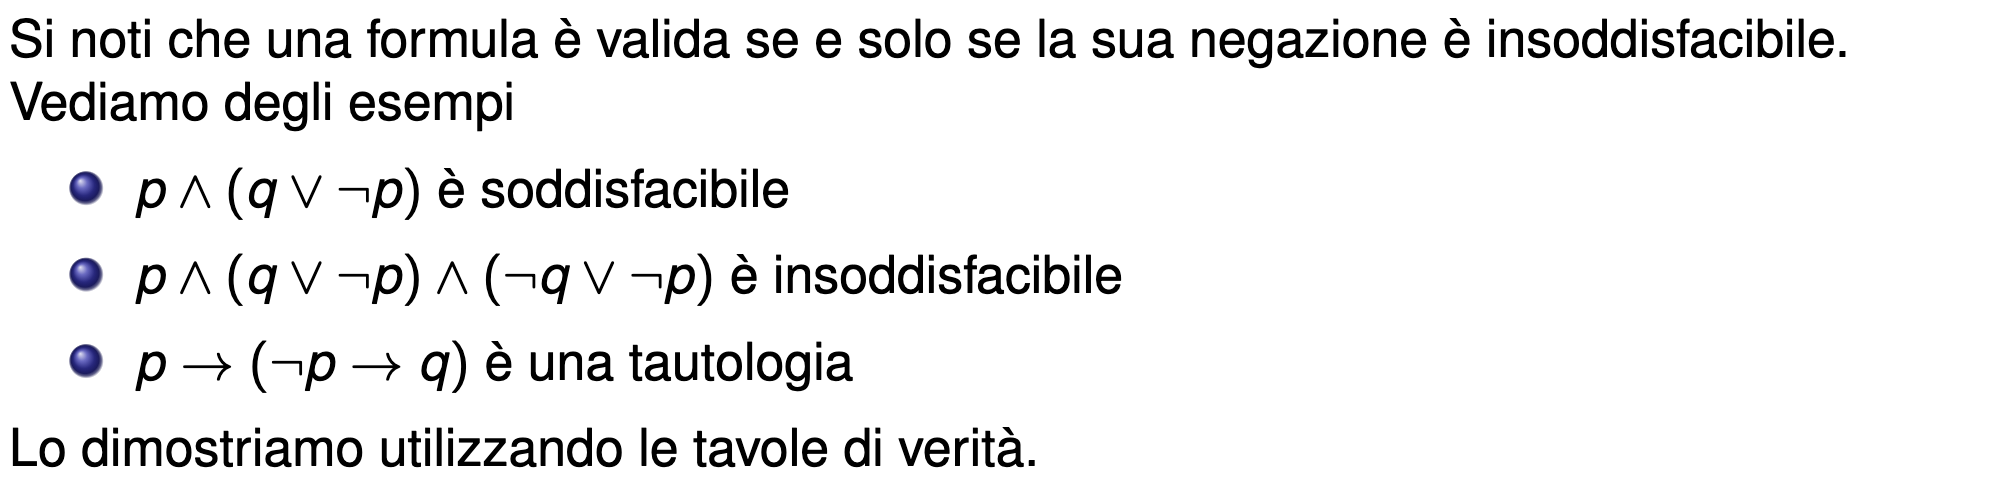 Si noti che una formula è valida se e solo se la sua negazione è insoddisfacibile.
Vediamo degli esempi
p ∧ (q ∨ ¬p) è soddisfacibile
p ∧ (q ∨ ¬p) ∧ (¬q ∨ ¬p) è insoddisfacibile
p → (¬p → q) è una tautologia
Lo dimostriamo utilizzando le tavole di verità.